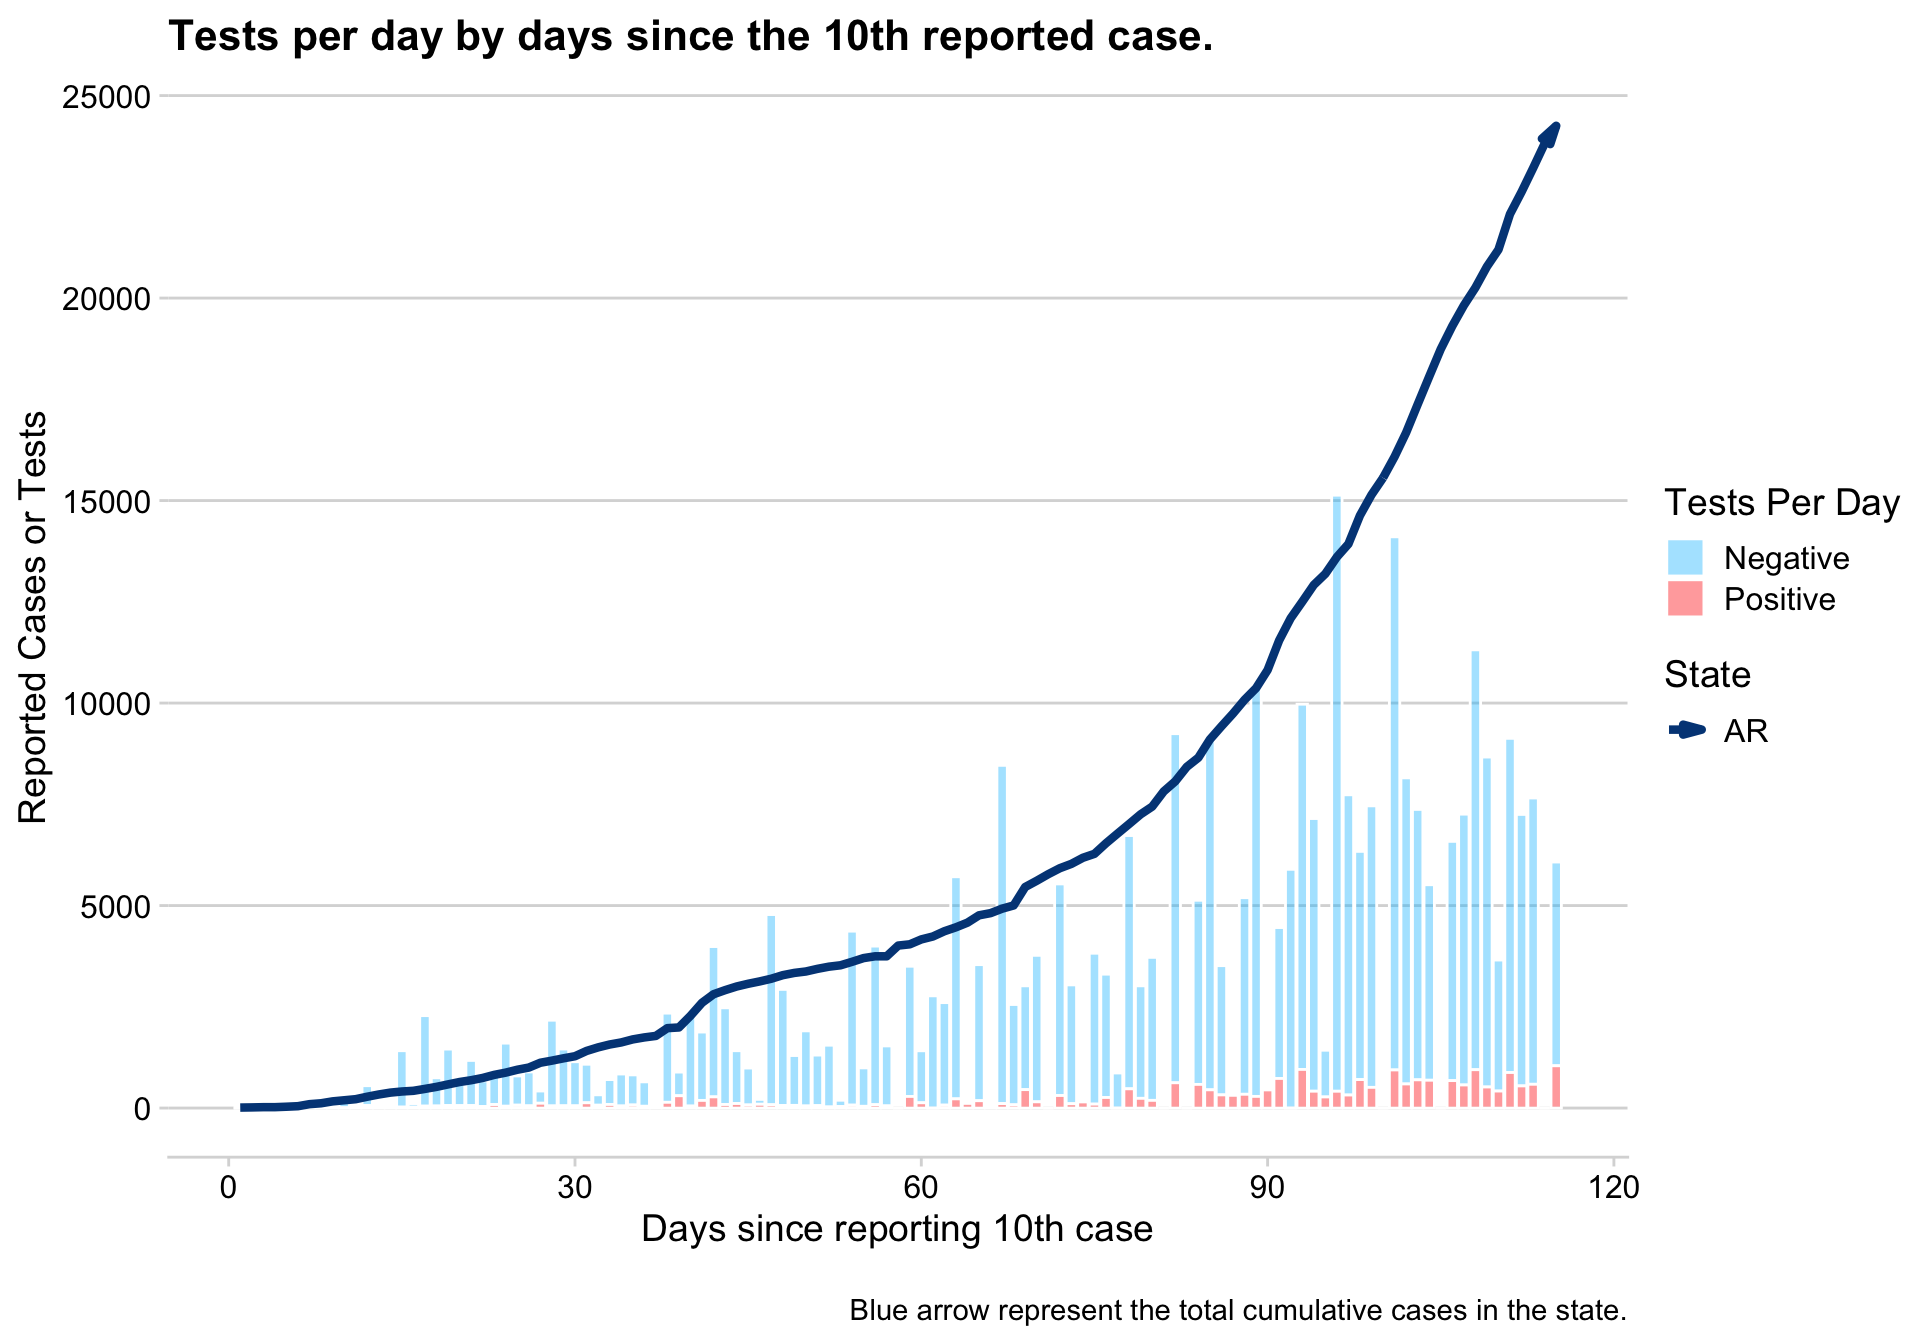 Tests per day by days since the 10th reported case.
25000
20000
15000
10000
5000
0
Reported Cases or Tests
0 30 60 90 120
Days since reporting 10th case
Tests Per Day
Negative
Positive
State
AR
Blue arrow represent the total cumulative cases in the state.